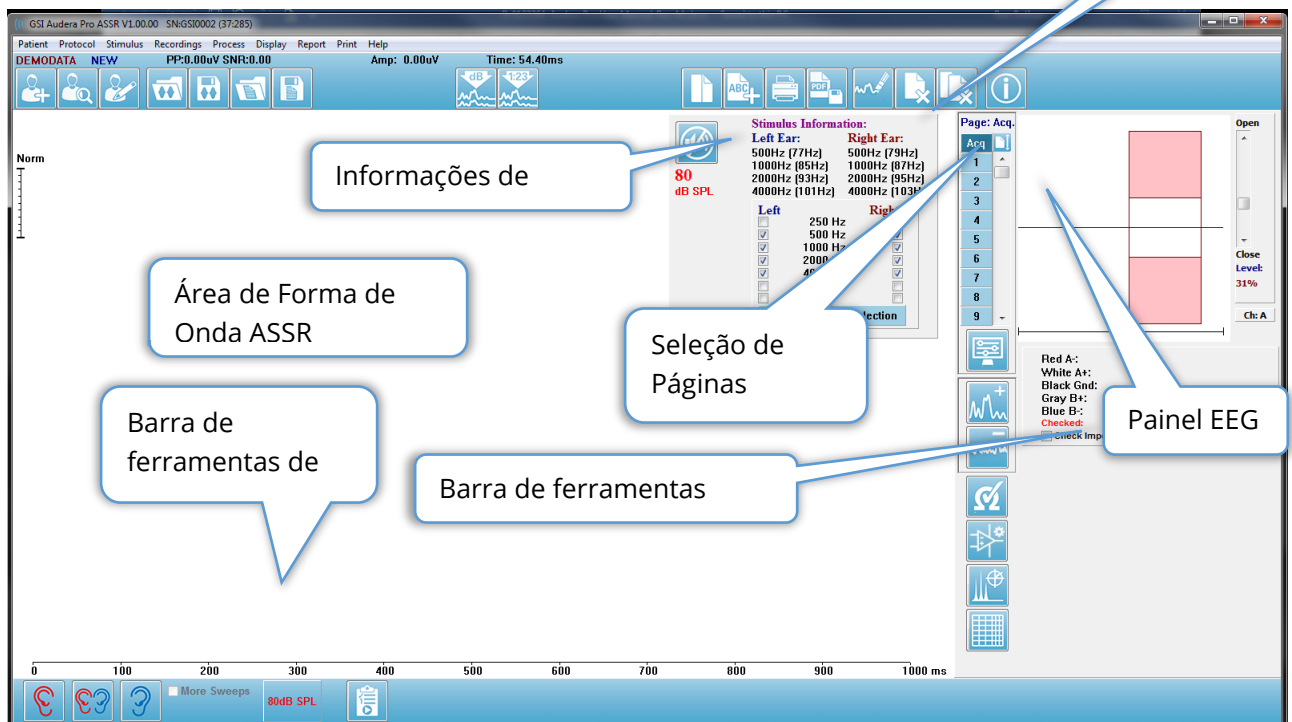 GSI Audera Pro ASSR V1.00.00 SN:GSI0002 (37:285)
Patient Protocol Stimulus Recordings Process Display Report Print Help
DEMODATA NEW PP:0.00uV SNR:0.00 Amp: 0.00uV Time: 54.40ms
dB 1:23
ABC PDF
Norm
Informações de
80
dB SPL
Stimulus Information:
Left Ear: Right Ear:
500Hz (77Hz) 500Hz (79Hz)
1000Hz (85Hz) 1000Hz (87Hz)
2000Hz (93Hz) 2000Hz (95Hz)
4000Hz (101Hz) 4000Hz (103H
Left Righ
250 Hz
500 Hz
1000 Hz
2000
lection
Page: Acq.
Acq
1
2
3
4
5
6
7
8
9
Open
Close
Level:
31%
Ch: A
Área de Forma de
Onda ASSR
Seleção de
Páginas
Barra de
ferramentas de
Barra de ferramentas
Painel EEG
Red A-:
White A+:
Black Gnd:
Gray B+:
Blue B-:
Checked:
Check Imp
0 100 200 300 400 500 600 700 800 900 1000 ms
More Sweeps
80dB SPL